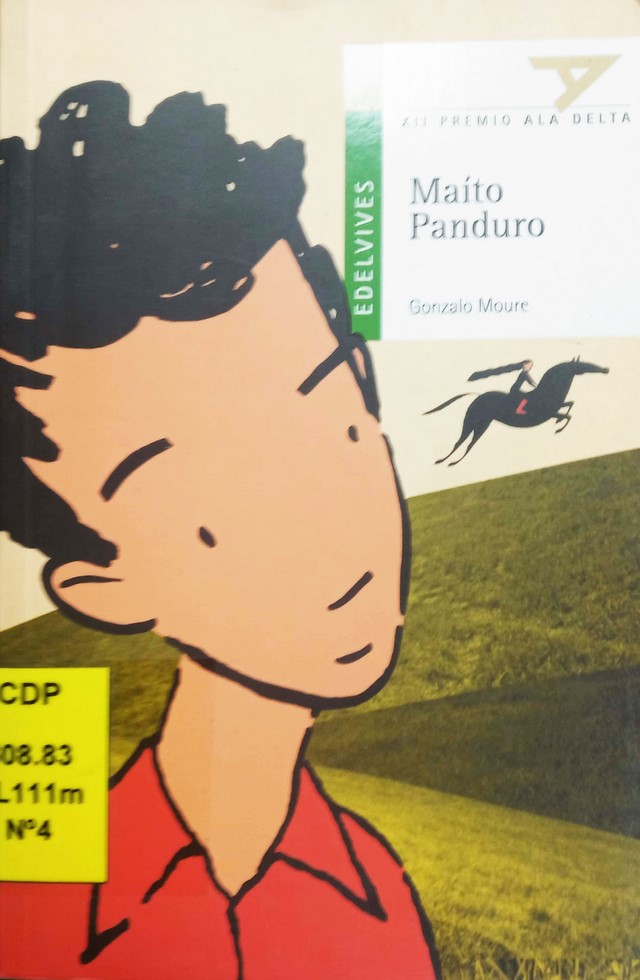 XII PREMIO ALA DELTA
Maíto
Panduro
Gonzalo Moure
EDELVIVES
CDP
08.83
L111m
Nº4